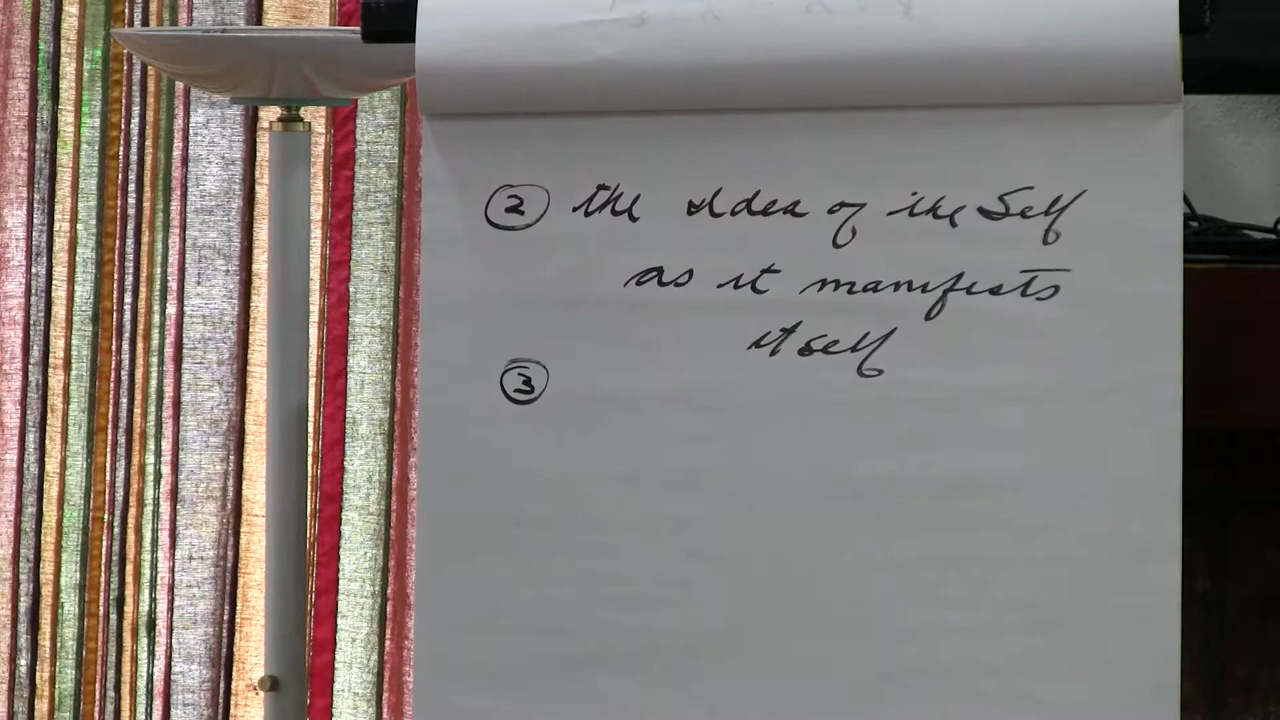 ② the Idea of the Self
as it manifests
itself
③